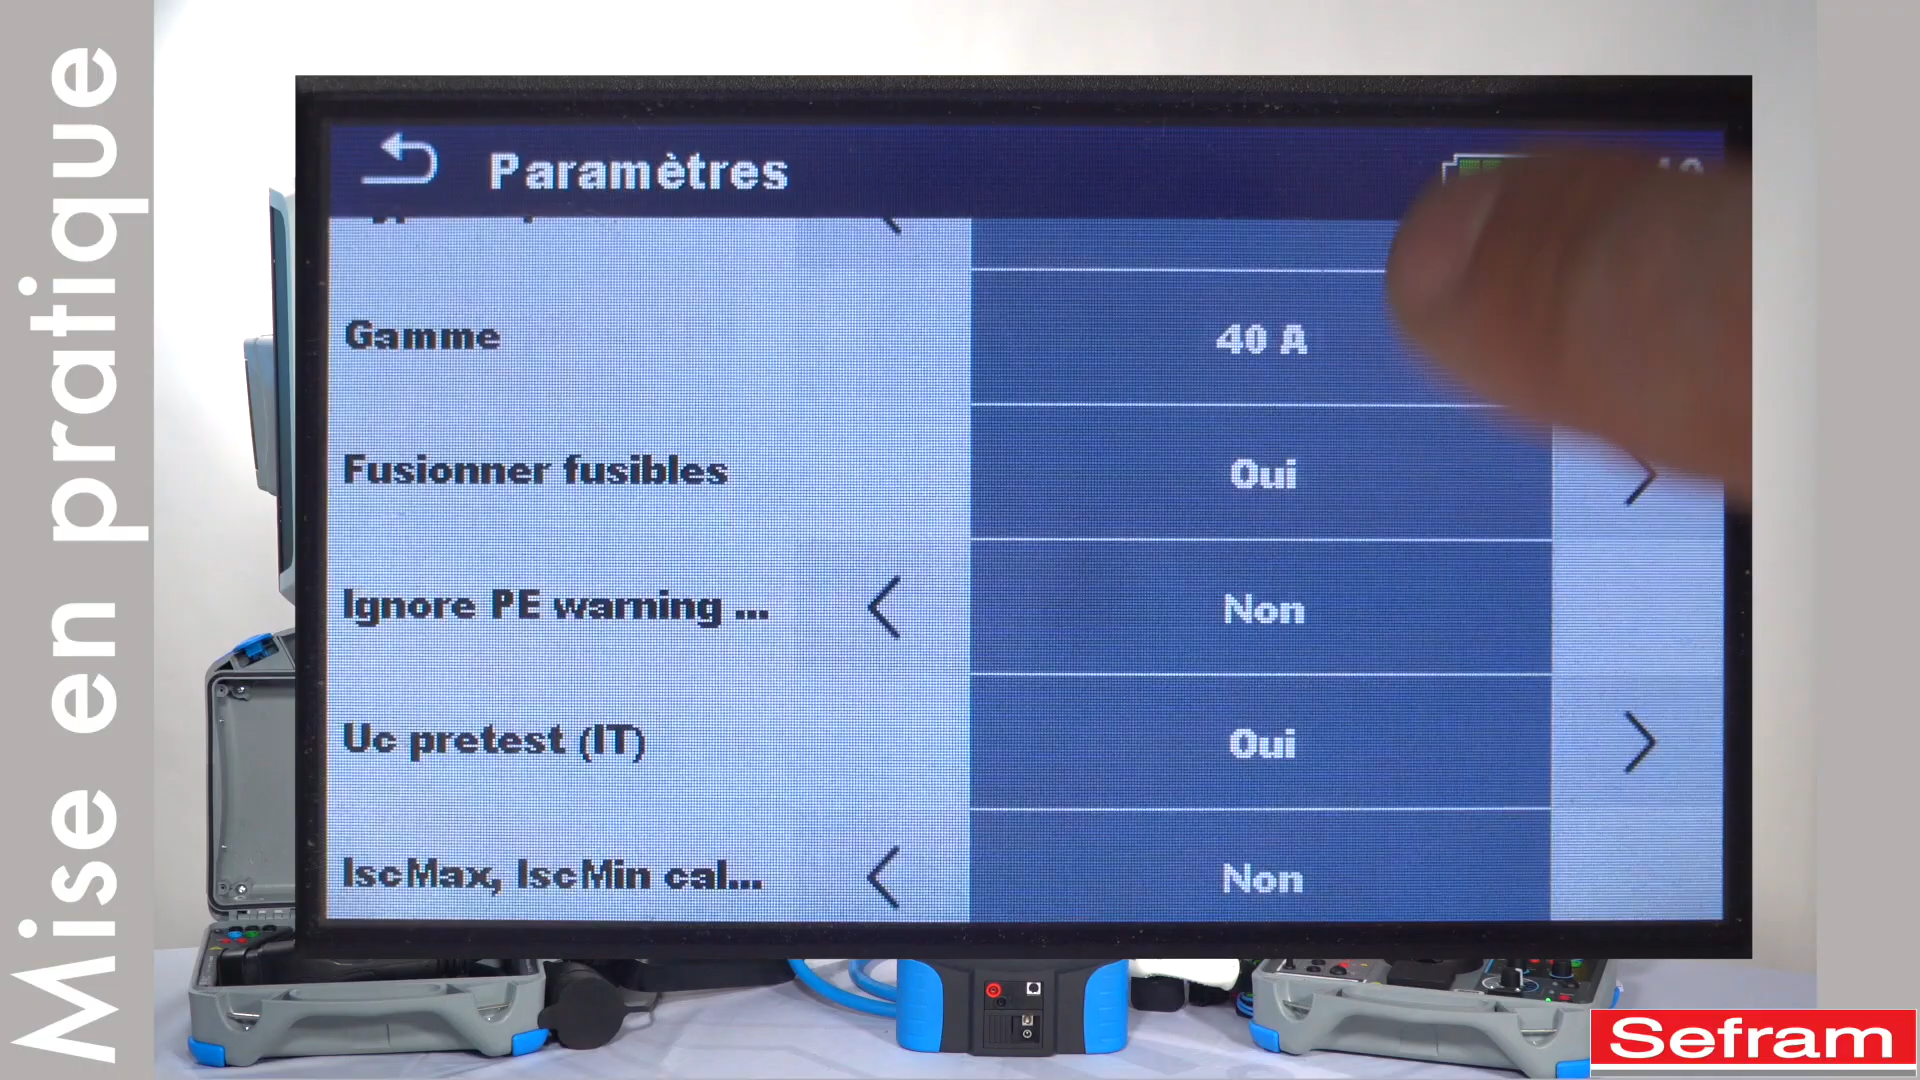 Mise en pratique
Paramètres
Gamme
40 A
Fusionner fusibles
Oui
Ignore PE warning ...
Non
Uc pretest (IT)
Oui
IscMax, IscMin cal...
Non
Sefram